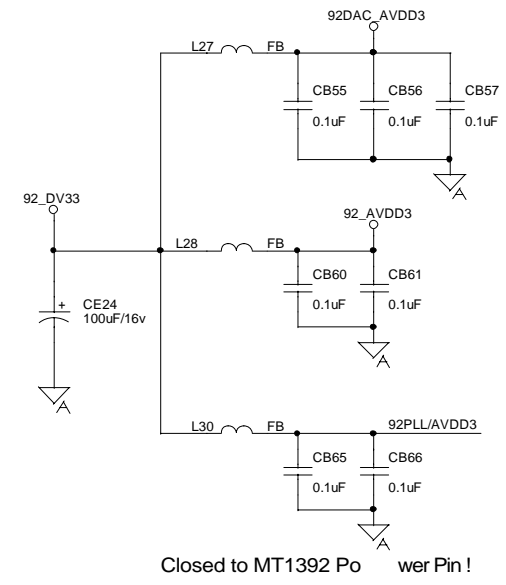 92DAC_AVDD3
L27 FB
CB55 CB56 CB57
0.1uF 0.1uF 0.1uF
A
92_DV33
92_AVDD3
L28 FB
CB60 CB61
0.1uF 0.1uF
+ CE24
100uF/16v
A
A
L30 FB 92PLL/AVDD3
CB65 CB66
0.1uF 0.1uF
A
Closed to MT1392 Po wer Pin !